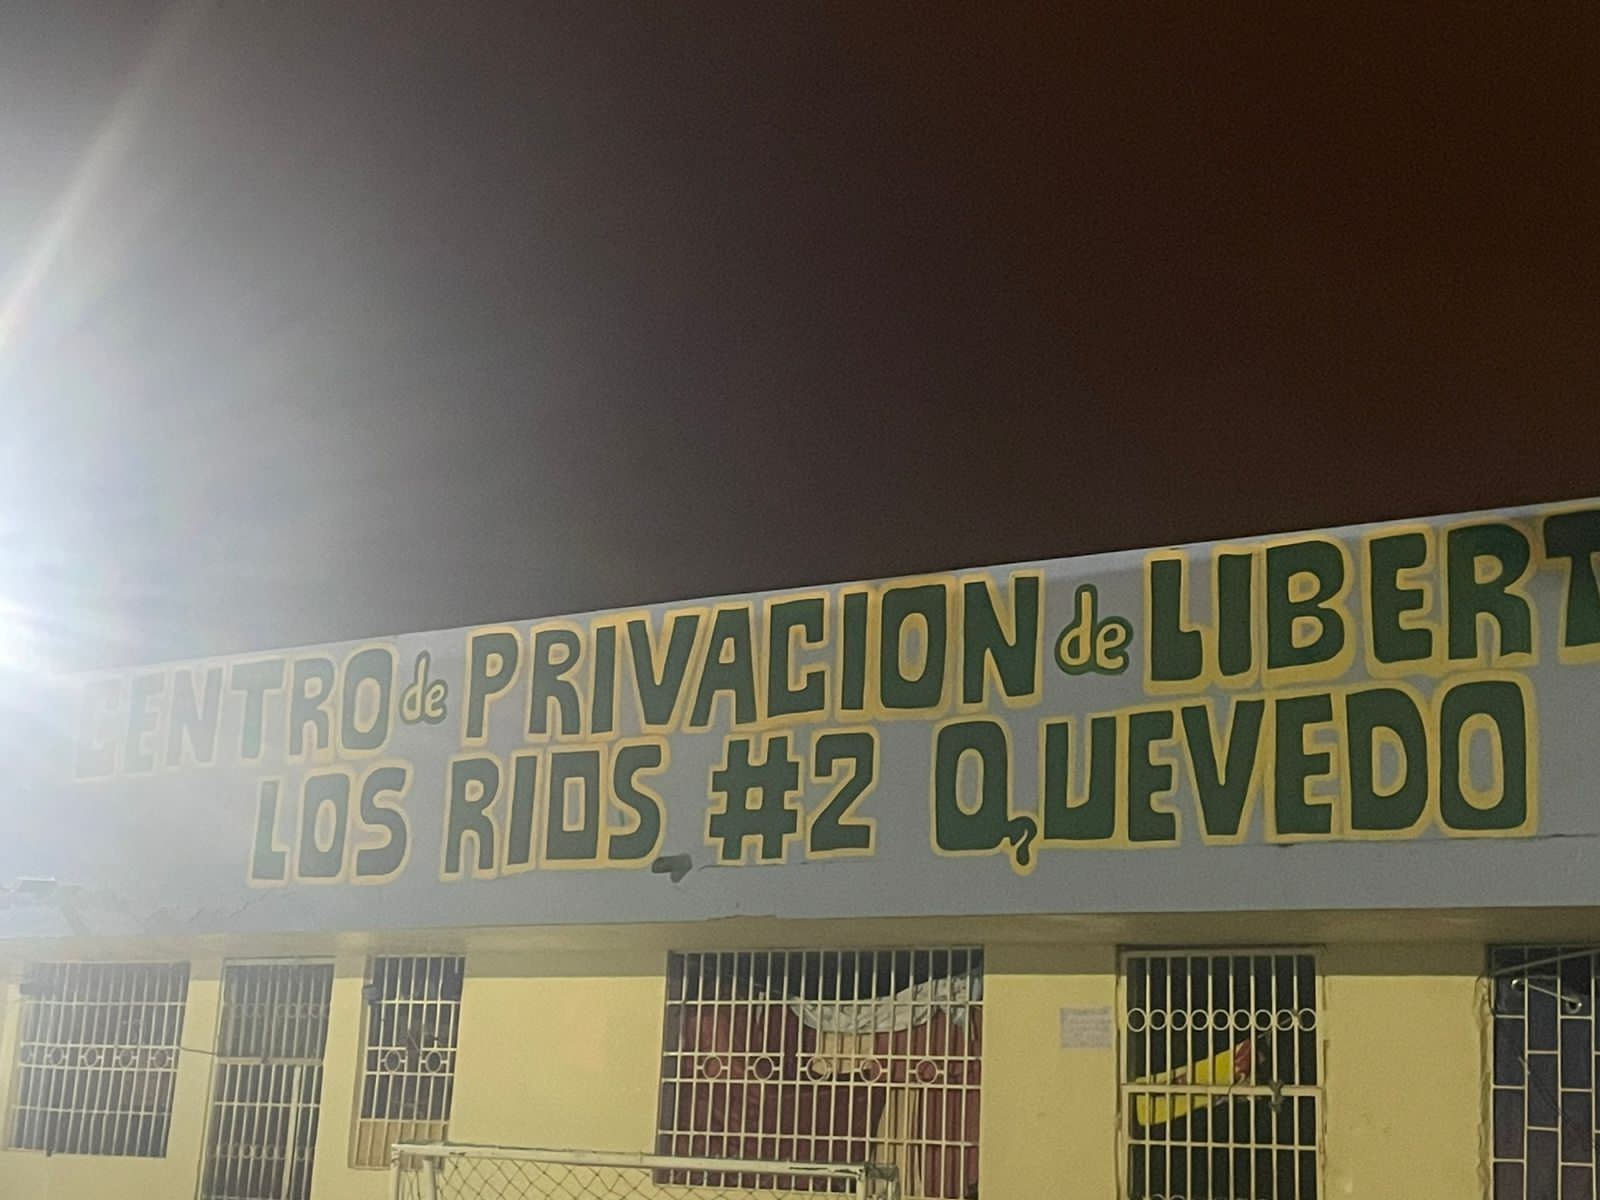 CENTRO de PRIVACION de LIBERT
LOS RIOS #2 QUEVEDO